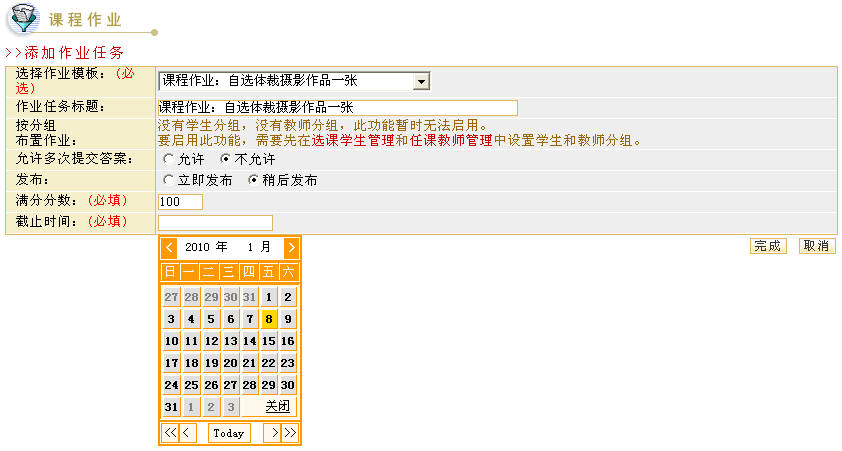 课程作业
>>添加作业任务
选择作业模板：(必选)
课程作业：自选体裁摄影作品一张
作业任务标题：
课程作业：自选体裁摄影作品一张
按分组
布置作业：
没有学生分组，没有教师分组，此功能暂时无法启用。
要启用此功能，需要先在选课学生管理和任课教师管理中设置学生和教师分组。
允许多次提交答案：
允许 不允许
发布：
立即发布 稍后发布
满分分数：(必填)
100
截止时间：(必填)
< 2010 年 1 月 >
完成 取消
日 一 二 三 四 五 六
27 28 29 30 31 1 2
3 4 5 6 7 8 9
10 11 12 13 14 15 16
17 18 19 20 21 22 23
24 25 26 27 28 29 30
31 1 2 3 关闭
<< < Today > >>